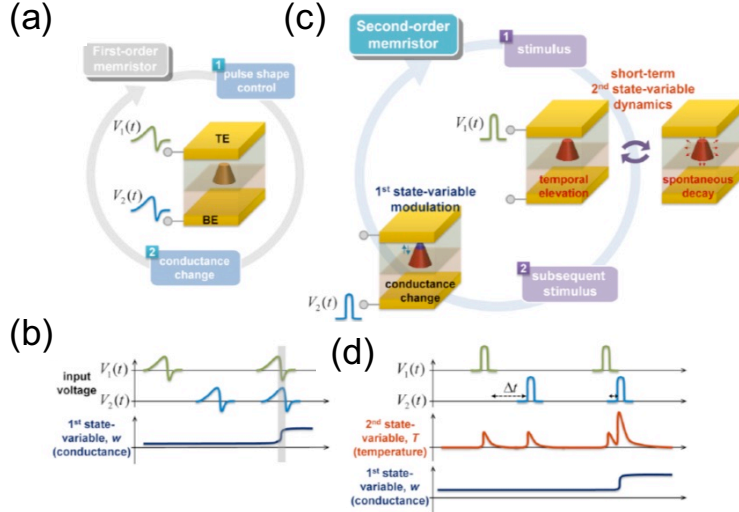 (a)
First-order
memristor
1
pulse shape
control
V₁(t)
TE
V₂(t)
BE
2
conductance
change
(c)
Second-order
memristor
1
stimulus
short-term
2nd state-variable
dynamics
V₁(t)
temporal
elevation
spontaneous
decay
1st state-variable
modulation
conductance
change
V₂(t)
2
subsequent
stimulus
(b)
input
voltage
V₁(t)
V₂(t)
1st state-
variable, w
(conductance)
(d)
V₁(t)
Δt
V₂(t)
2nd state-
variable, T
(temperature)
1st state-
variable, w
(conductance)